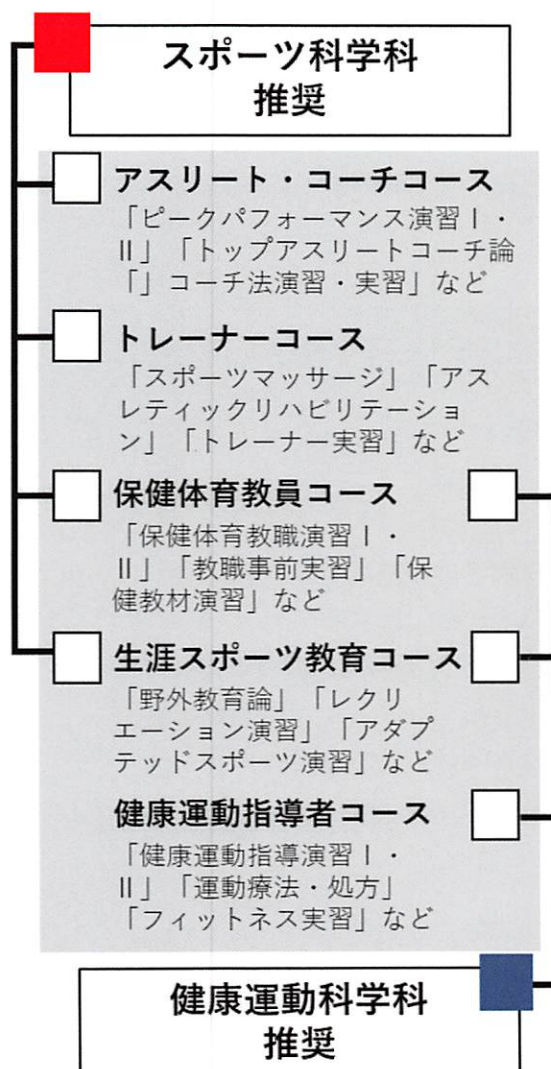 スポーツ科学科
推奨
アスリート・コーチコース
「ピークパフォーマンス演習Ⅰ・
Ⅱ」「トップアスリートコーチ論
「」コーチ法演習・実習」など
トレーナーコース
「スポーツマッサージ」「アス
レティックリハビリテーショ
ン」「トレーナー実習」など
保健体育教員コース
「保健体育教職演習Ⅰ・
Ⅱ」「教職事前実習」「保
健教材演習」など
生涯スポーツ教育コース
「野外教育論」「レクリ
エーション演習」「アダプ
テッドスポーツ演習」など
健康運動指導者コース
「健康運動指導演習Ⅰ・
Ⅱ」「運動療法・処方」
「フィットネス実習」など
健康運動科学科
推奨